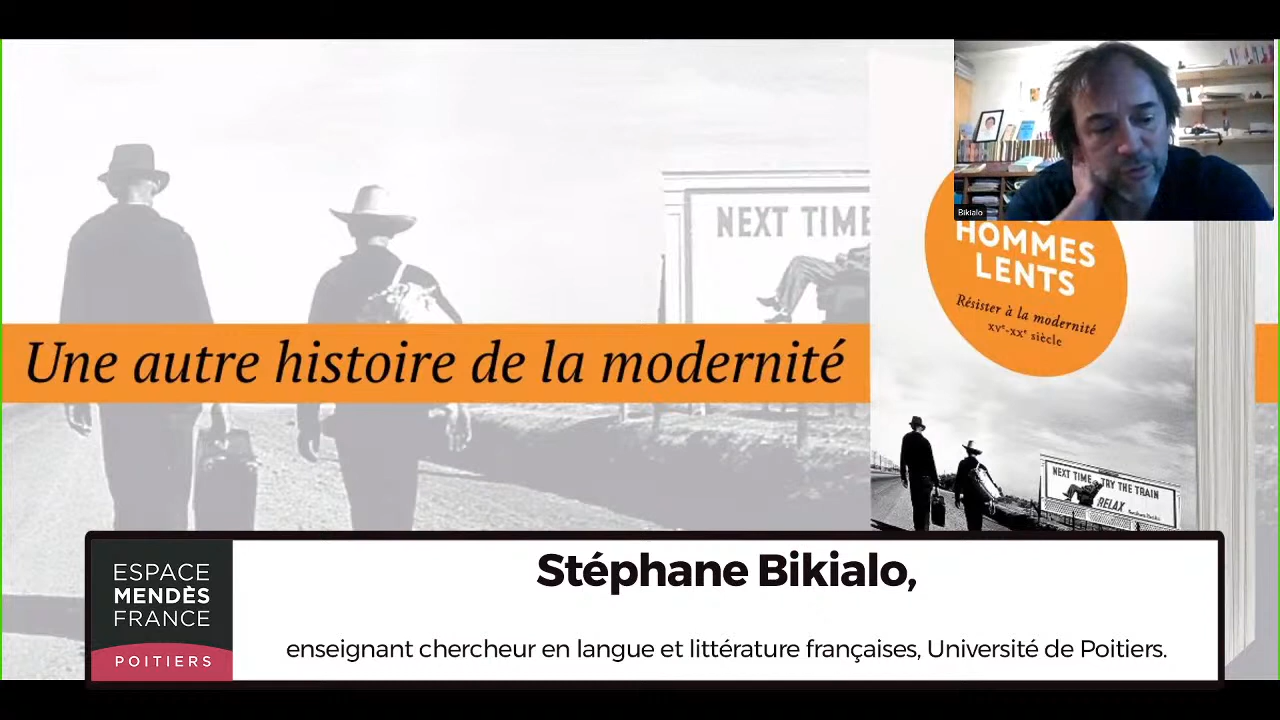 NEXT TIME
Bikialo
HOMMES
LENTS
Résister à la modernité
XVᵉ-XXᵉ siècle
Une autre histoire de la modernité
NEXT TIME TRY THE TRAIN
RELAX
ESPACE
MENDÈS
FRANCE
POITIERS
Stéphane Bikialo,
enseignant chercheur en langue et littérature françaises, Université de Poitiers.